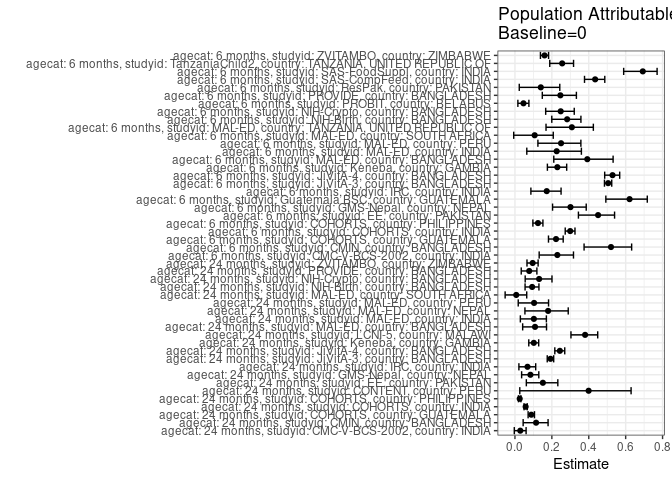 Population Attributable
Baseline=0
agecat: 6 months, studyid: ZVITAMBO, country: ZIMBABWE
agecat: 6 months, studyid: TanzaniaChild2, country: TANZANIA, UNITED REPUBLIC OF
agecat: 6 months, studyid: SAS-FoodSuppl, country: INDIA
agecat: 6 months, studyid: SAS-CompFeed, country: INDIA
agecat: 6 months, studyid: ResPak, country: PAKISTAN
agecat: 6 months, studyid: PROVIDE, country: BANGLADESH
agecat: 6 months, studyid: PROBIT, country: BELARUS
agecat: 6 months, studyid: NIH-Crypto, country: BANGLADESH
agecat: 6 months, studyid: NIH-Birth, country: BANGLADESH
agecat: 6 months, studyid: MAL-ED, country: TANZANIA, UNITED REPUBLIC OF
agecat: 6 months, studyid: MAL-ED, country: SOUTH AFRICA
agecat: 6 months, studyid: MAL-ED, country: PERU
agecat: 6 months, studyid: MAL-ED, country: INDIA
agecat: 6 months, studyid: MAL-ED, country: BANGLADESH
agecat: 6 months, studyid: Keneba, country: GAMBIA
agecat: 6 months, studyid: JiVitA-4, country: BANGLADESH
agecat: 6 months, studyid: JiVitA-3, country: BANGLADESH
agecat: 6 months, studyid: IRC, country: INDIA
agecat: 6 months, studyid: Guatemala BSC, country: GUATEMALA
agecat: 6 months, studyid: GMS-Nepal, country: NEPAL
agecat: 6 months, studyid: EE, country: PAKISTAN
agecat: 6 months, studyid: COHORTS, country: PHILIPPINES
agecat: 6 months, studyid: COHORTS, country: INDIA
agecat: 6 months, studyid: COHORTS, country: GUATEMALA
agecat: 6 months, studyid: CMIN, country: BANGLADESH
agecat: 6 months, studyid: CMC-V-BCS-2002, country: INDIA
agecat: 24 months, studyid: ZVITAMBO, country: ZIMBABWE
agecat: 24 months, studyid: PROVIDE, country: BANGLADESH
agecat: 24 months, studyid: NIH-Crypto, country: BANGLADESH
agecat: 24 months, studyid: NIH-Birth, country: BANGLADESH
agecat: 24 months, studyid: MAL-ED, country: SOUTH AFRICA
agecat: 24 months, studyid: MAL-ED, country: PERU
agecat: 24 months, studyid: MAL-ED, country: NEPAL
agecat: 24 months, studyid: MAL-ED, country: INDIA
agecat: 24 months, studyid: MAL-ED, country: BANGLADESH
agecat: 24 months, studyid: LCNI-5, country: MALAWI
agecat: 24 months, studyid: Keneba, country: GAMBIA
agecat: 24 months, studyid: JiVitA-4, country: BANGLADESH
agecat: 24 months, studyid: JiVitA-3, country: BANGLADESH
agecat: 24 months, studyid: IRC, country: INDIA
agecat: 24 months, studyid: GMS-Nepal, country: NEPAL
agecat: 24 months, studyid: EE, country: PAKISTAN
agecat: 24 months, studyid: CONTENT, country: PERU
agecat: 24 months, studyid: COHORTS, country: PHILIPPINES
agecat: 24 months, studyid: COHORTS, country: INDIA
agecat: 24 months, studyid: COHORTS, country: GUATEMALA
agecat: 24 months, studyid: CMIN, country: BANGLADESH
agecat: 24 months, studyid: CMC-V-BCS-2002, country: INDIA
0.0 0.2 0.4 0.6 0.8
Estimate